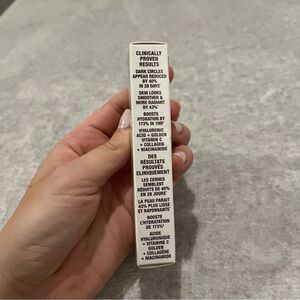 CLINICALLY
PROVEN
RESULTS
DARK CIRCLES
APPEAR REDUCED
BY 40%
IN 28 DAYS*
SKIN LOOKS
SMOOTHER &
MORE RADIANT
BY 43%*
BOOSTS
HYDRATION BY
173% IN 1HR†
HYALURONIC
ACID + GOLDEN
VITAMIN C
+ COLLAGEN
+ NIACINAMIDE
DES
RÉSULTATS
PROUVÉS
CLINIQUEMENT
LES CERNES
SEMBLENT
RÉDUITS DE 40%
EN 28 JOURS*
LA PEAU PARAÎT
43% PLUS LISSE
ET RAYONNANTE*
BOOSTE
L'HYDRATATION
DE 173%†
ACIDE
HYALURONIQUE
+ VITAMINE C
GOLDEN
+ COLLAGÈNE
+ NIACINAMIDE